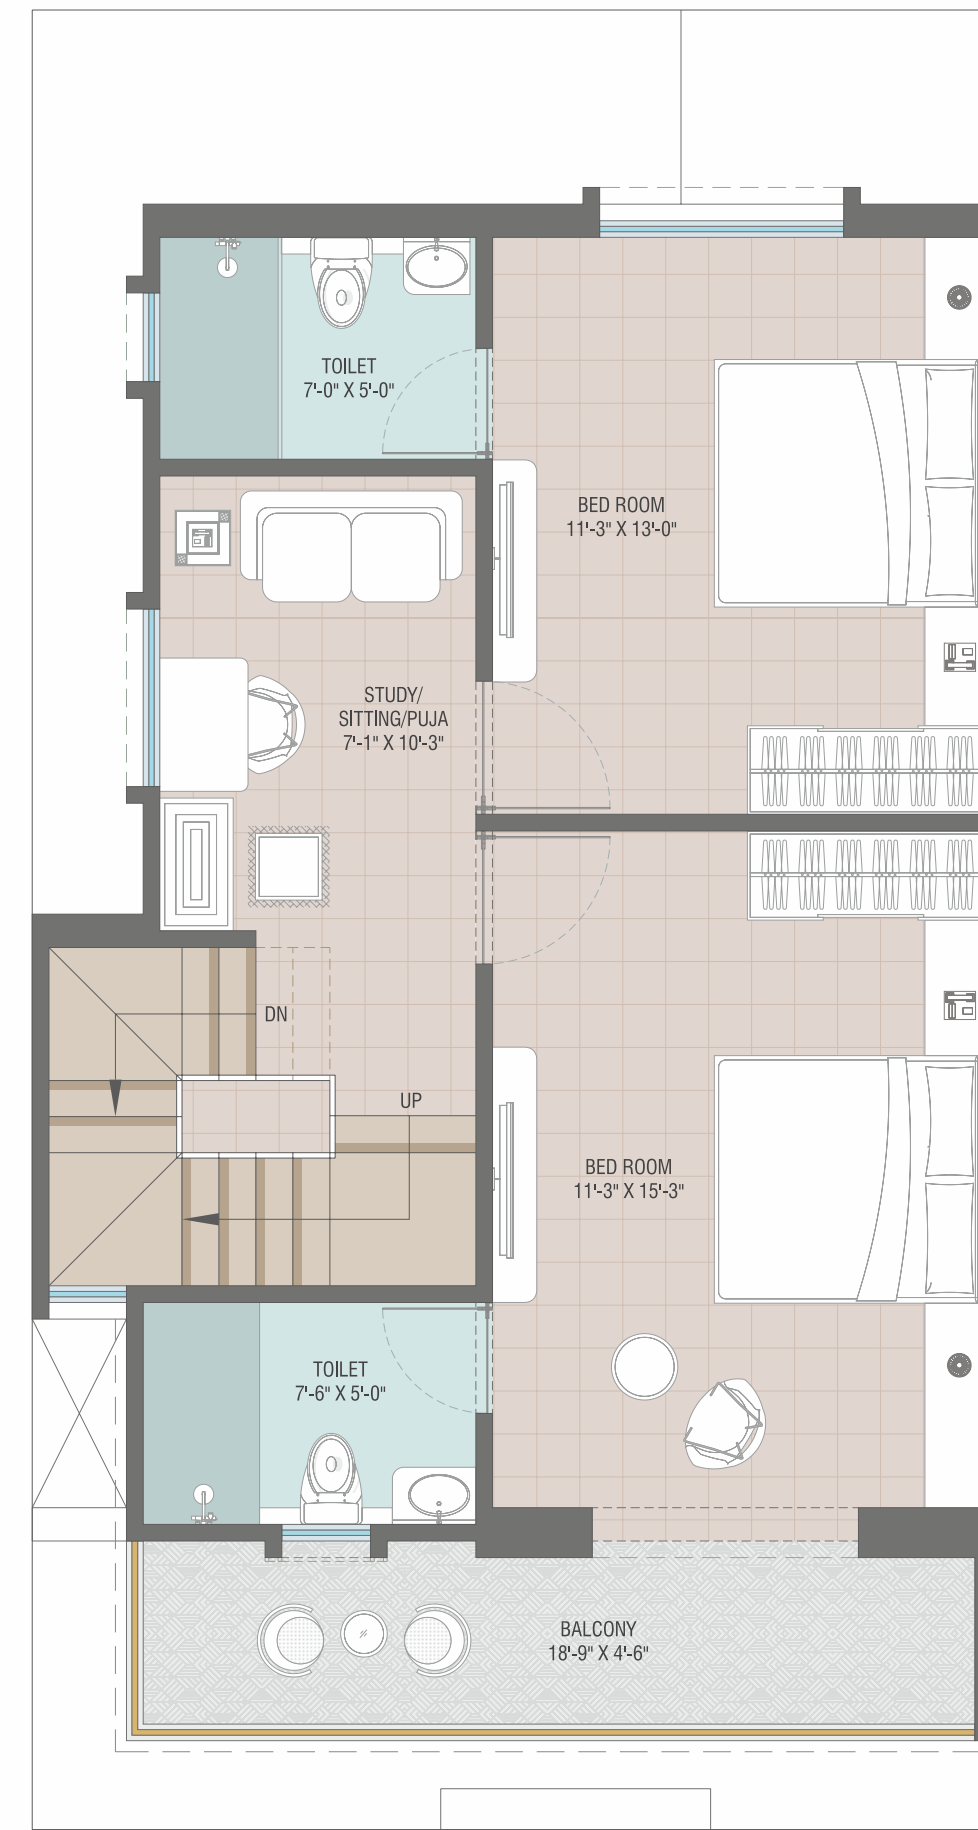 TOILET
7'-0" X 5'-0"
BED ROOM
11'-3" X 13'-0"
STUDY/
SITTING/PUJA
7'-1" X 10'-3"
DN
UP
BED ROOM
11'-3" X 15'-3"
TOILET
7'-6" X 5'-0"
BALCONY
18'-9" X 4'-6"